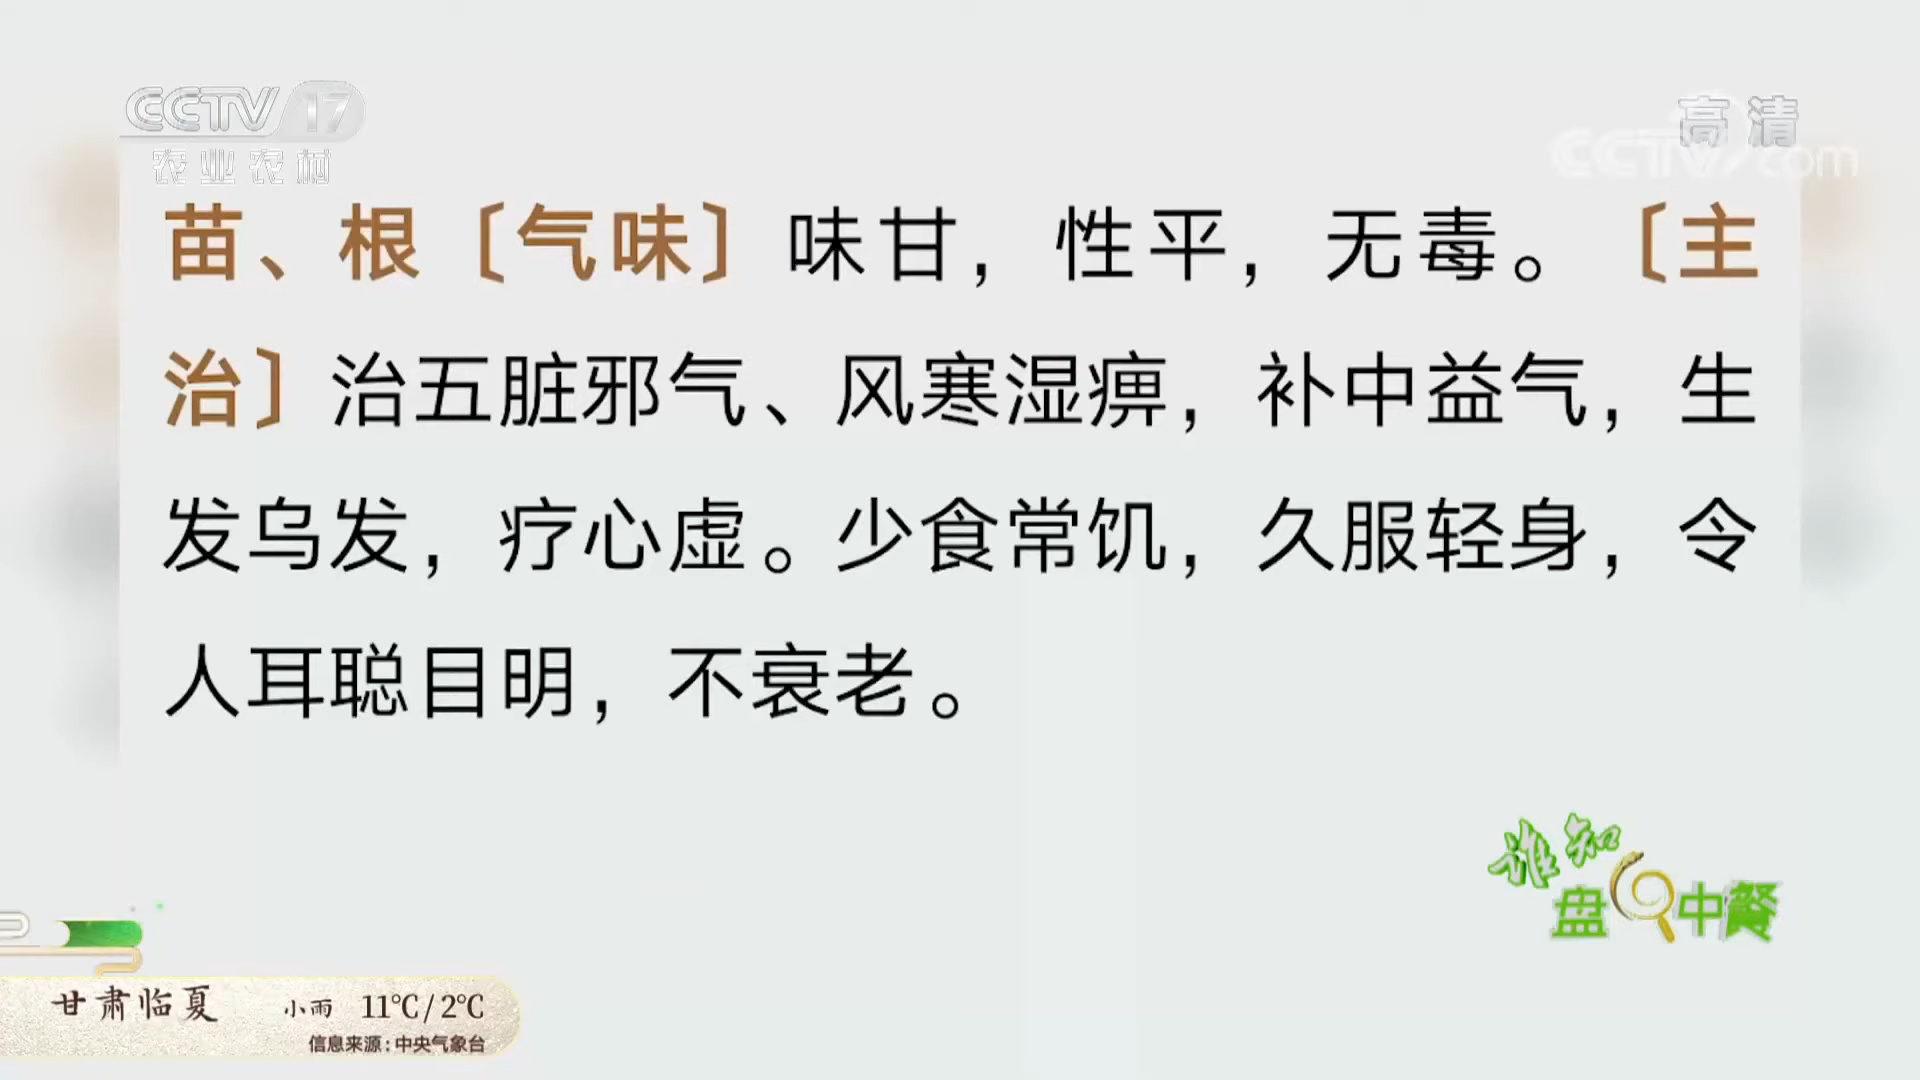 CCTV 17
农业农村
高清
CCTV.com
苗、根〔气味〕味甘，性平，无毒。〔主
治〕治五脏邪气、风寒湿痹，补中益气，生
发乌发，疗心虚。少食常饥，久服轻身，令
人耳聪目明，不衰老。
谁知
盘中餐
甘肃临夏 小雨 11℃/2℃
信息来源:中央气象台